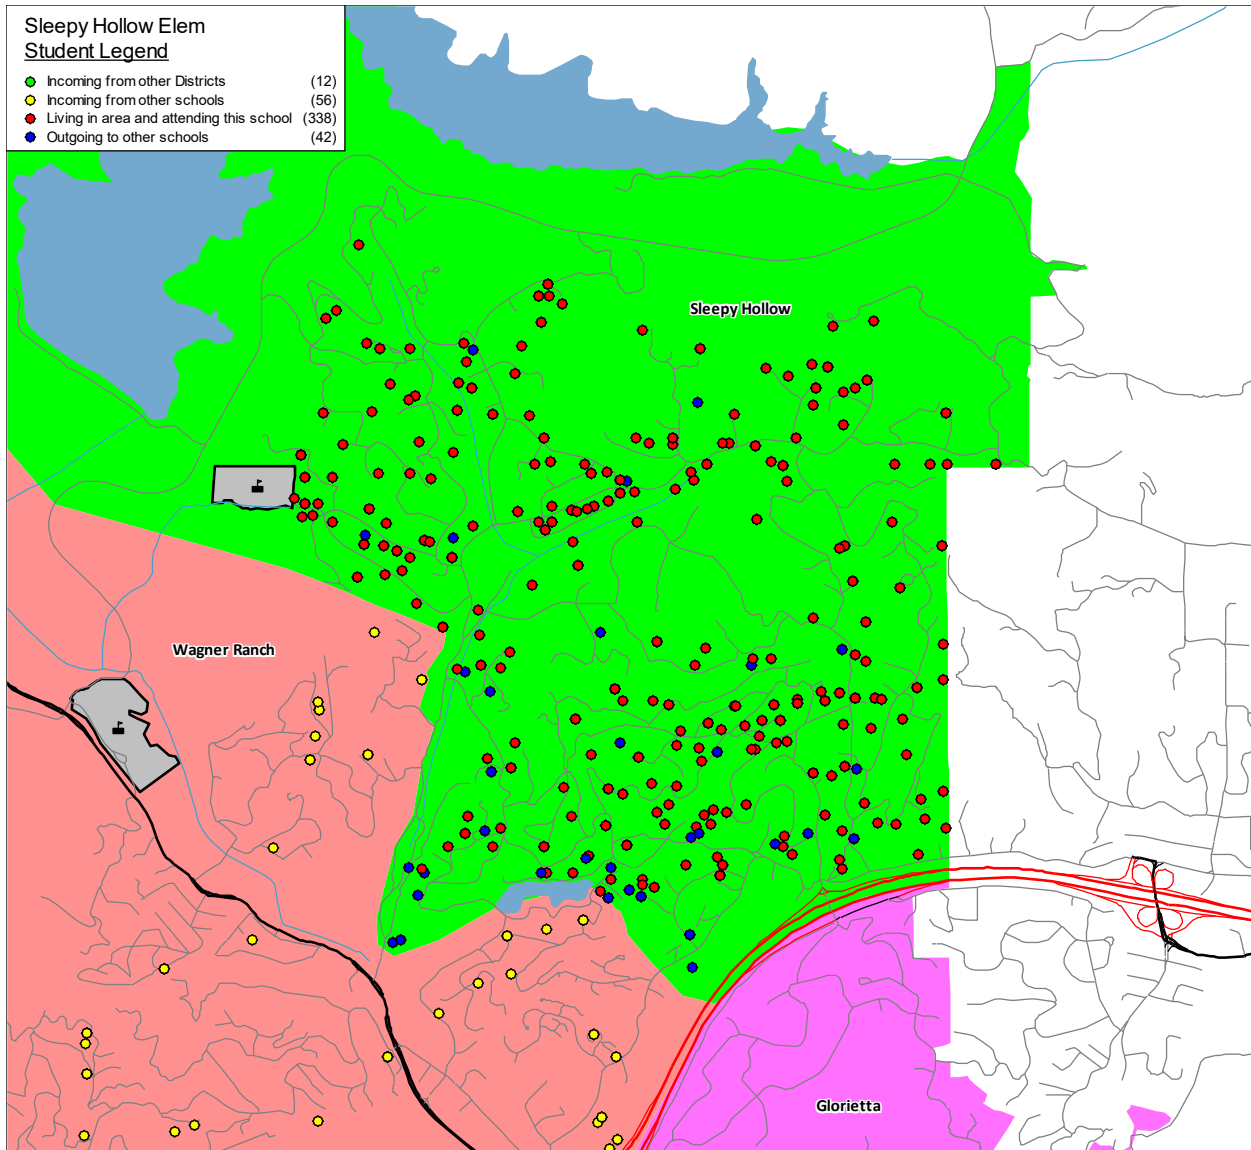 Sleepy Hollow Elem
Student Legend
Incoming from other Districts (12)
Incoming from other schools (56)
Living in area and attending this school (338)
Outgoing to other schools (42)
Sleepy Hollow
Wagner Ranch
Glorietta